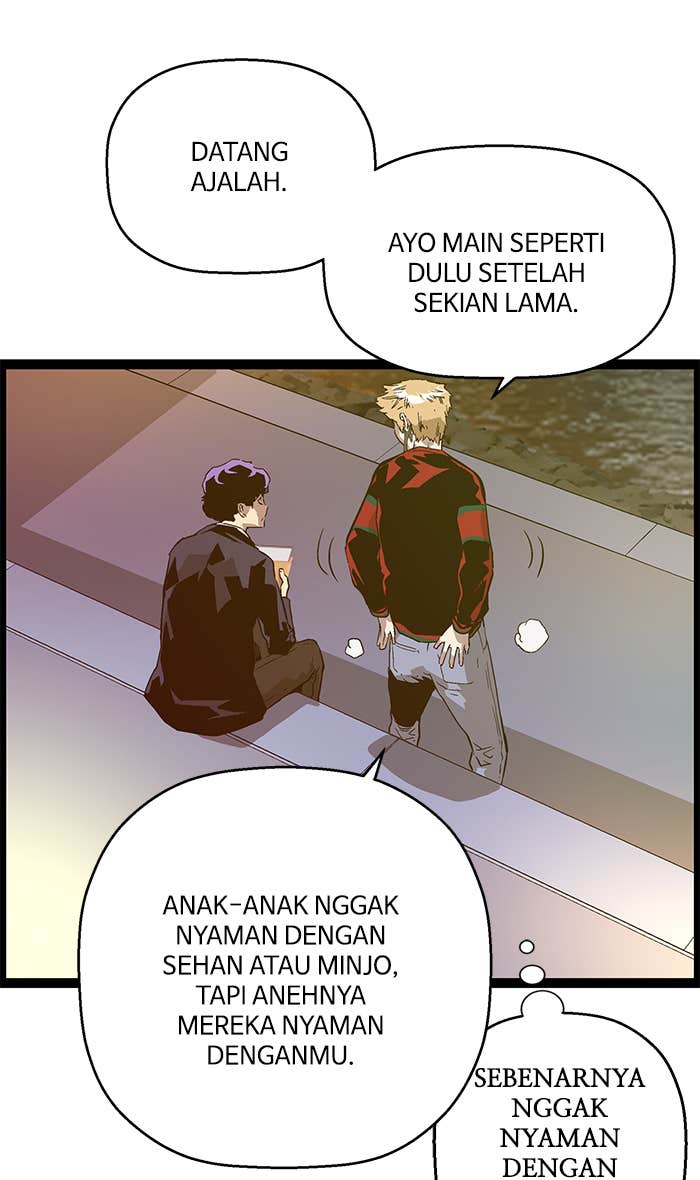 DATANG
AJALAH.
AYO MAIN SEPERTI
DULU SETELAH
SEKIAN LAMA.
ANAK-ANAK NGGAK
NYAMAN DENGAN
SEHAN ATAU MINJO,
TAPI ANEHNYA
MEREKA NYAMAN
DENGANMU.
SEBENARNYA
NGGAK
NYAMAN
DENGAN